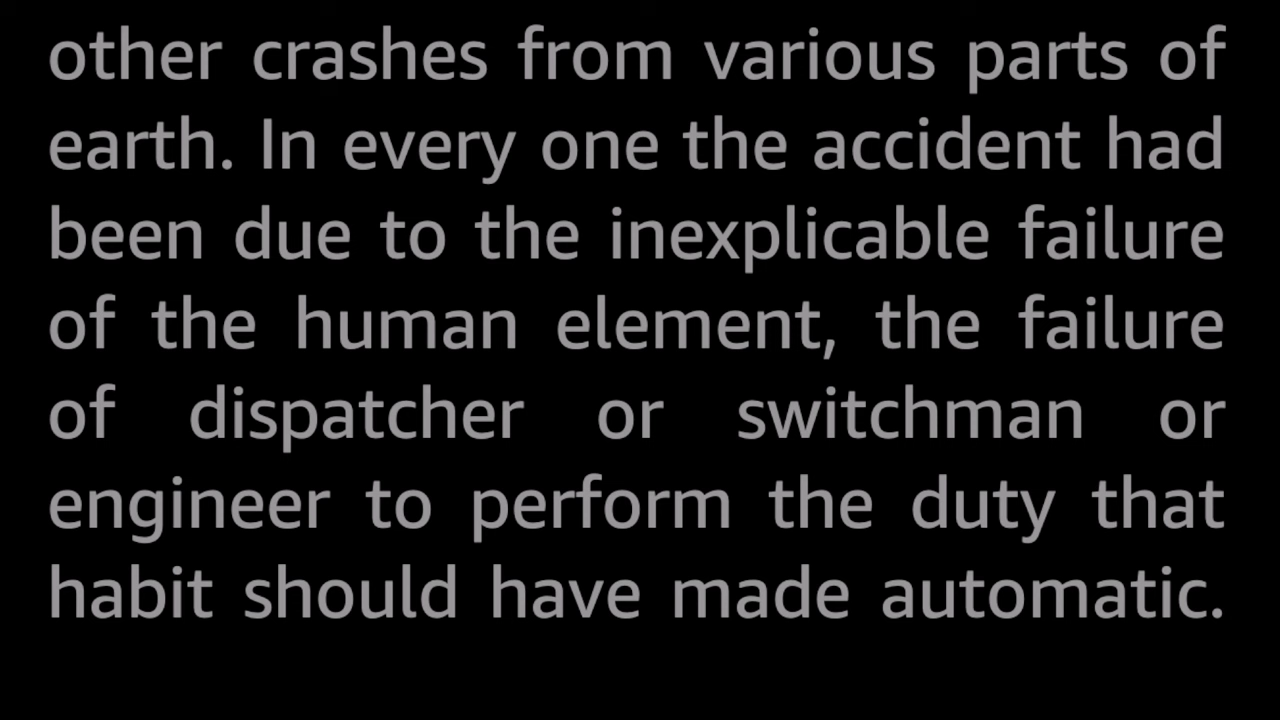 other crashes from various parts of
earth. In every one the accident had
been due to the inexplicable failure
of the human element, the failure
of dispatcher or switchman or
engineer to perform the duty that
habit should have made automatic.